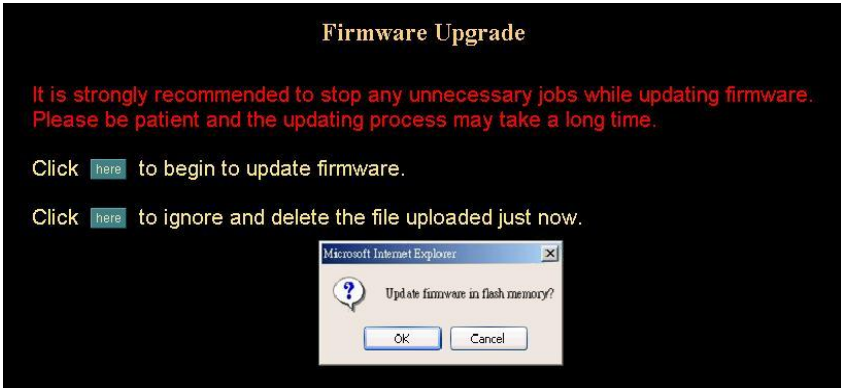 Firmware Upgrade
It is strongly recommended to stop any unnecessary jobs while updating firmware.
Please be patient and the updating process may take a long time.
Click here to begin to update firmware.
Click here to ignore and delete the file uploaded just now.
Microsoft Internet Explorer
Update firmware in flash memory?
OK Cancel